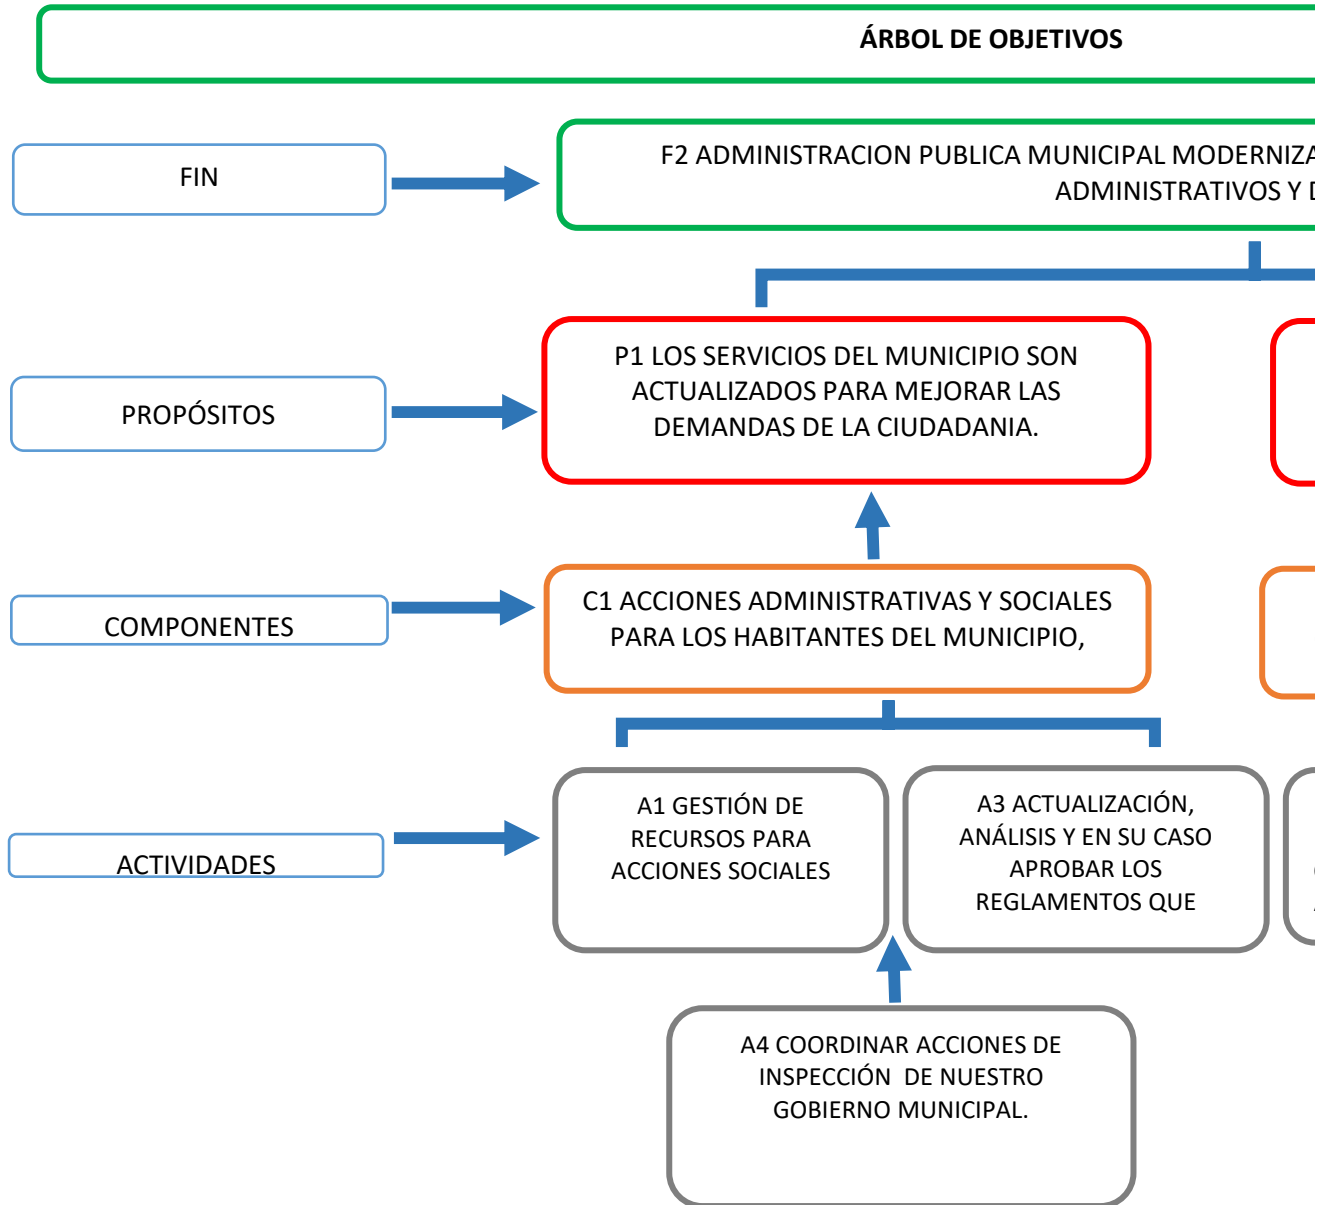 ÁRBOL DE OBJETIVOS
FIN
F2 ADMINISTRACION PUBLICA MUNICIPAL MODERNIZA
ADMINISTRATIVOS Y
PROPÓSITOS
P1 LOS SERVICIOS DEL MUNICIPIO SON
ACTUALIZADOS PARA MEJORAR LAS
DEMANDAS DE LA CIUDADANIA.
COMPONENTES
C1 ACCIONES ADMINISTRATIVAS Y SOCIALES
PARA LOS HABITANTES DEL MUNICIPIO,
ACTIVIDADES
A1 GESTIÓN DE
RECURSOS PARA
ACCIONES SOCIALES
A3 ACTUALIZACIÓN,
ANÁLISIS Y EN SU CASO
APROBAR LOS
REGLAMENTOS QUE
A4 COORDINAR ACCIONES DE
INSPECCIÓN  DE NUESTRO
GOBIERNO MUNICIPAL.